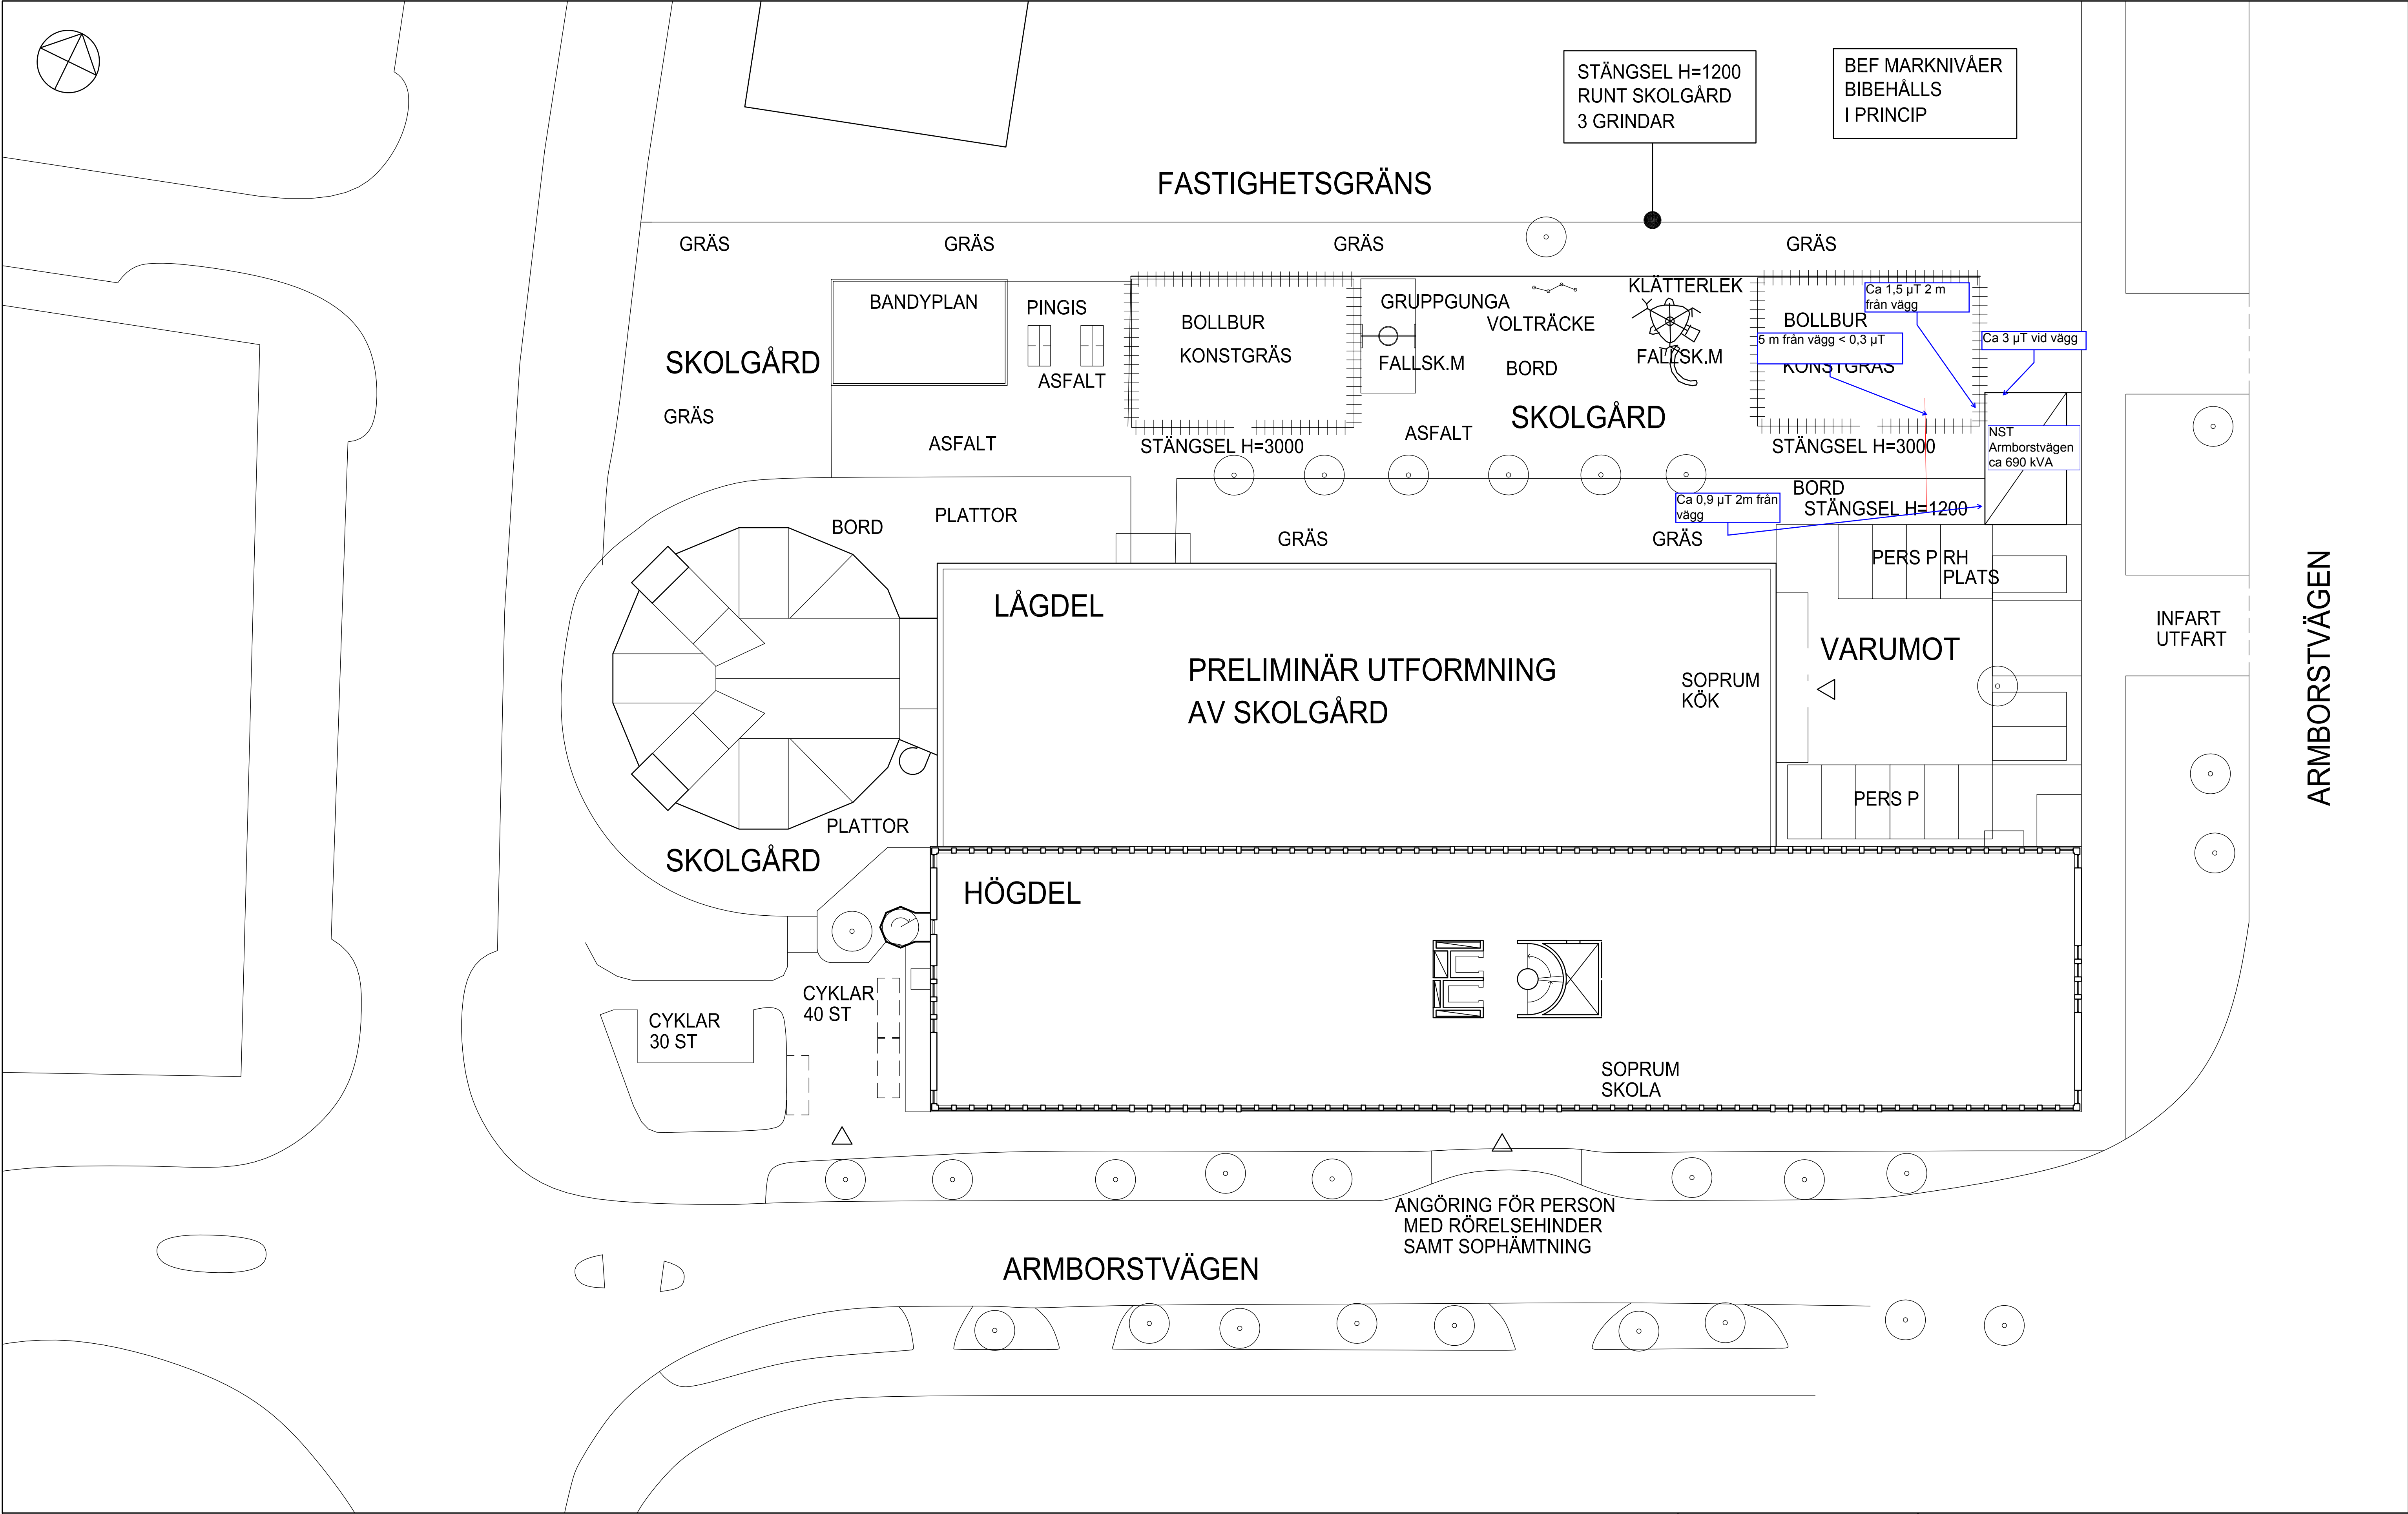 STÄNGSEL H=1200
RUNT SKOLGÅRD
3 GRINDAR
BEF MARKNIVÅER
BIBEHÅLLS
I PRINCIP
FASTIGHETSGRÄNS
GRÄS
GRÄS
GRÄS
GRÄS
BANDYPLAN
PINGIS
ASFALT
BOLLBUR
KONSTGRÄS
GRUPPGUNGA
VOLTRÄCKE
KLÄTTERLEK
FALLSK.M
BORD
FALLSK.M
Ca 1,5 µT 2 m
från vägg
BOLLBUR
5 m från vägg < 0,3 µT
KONSTGRÄS
Ca 3 µT vid vägg
SKOLGÅRD
GRÄS
ASFALT
STÄNGSEL H=3000
ASFALT
SKOLGÅRD
STÄNGSEL H=3000
NST
Armborstvägen
ca 690 kVA
BORD
STÄNGSEL H=1200
Ca 0,9 µT 2m från
vägg
BORD
PLATTOR
GRÄS
GRÄS
PERS P
RH
PLATS
LÅGDEL
PRELIMINÄR UTFORMNING
AV SKOLGÅRD
SOPRUM
KÖK
VARUMOT
INFART
UTFART
ARMBORSTVÄGEN
PERS P
PLATTOR
SKOLGÅRD
HÖGDEL
CYKLAR
40 ST
CYKLAR
30 ST
SOPRUM
SKOLA
ANGÖRING FÖR PERSON
MED RÖRELSEHINDER
SAMT SOPHÄMTNING
ARMBORSTVÄGEN